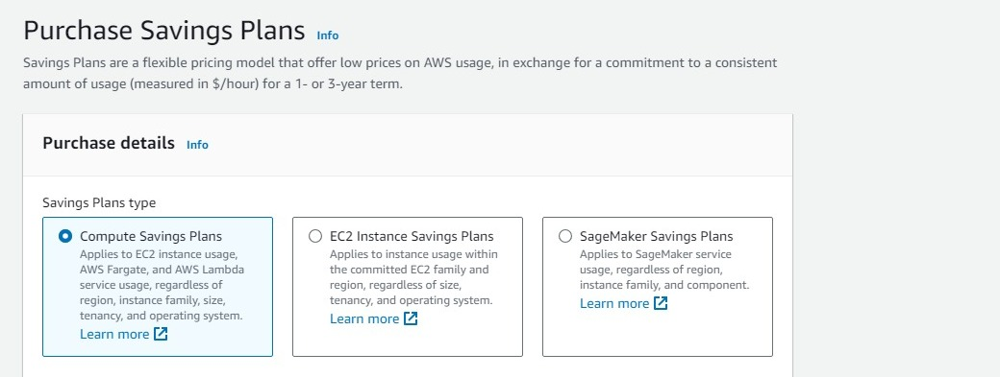 Purchase Savings Plans Info
Savings Plans are a flexible pricing model that offer low prices on AWS usage, in exchange for a commitment to a consistent
amount of usage (measured in $/hour) for a 1- or 3-year term.
Purchase details Info
Savings Plans type
Compute Savings Plans
Applies to EC2 instance usage,
AWS Fargate, and AWS Lambda
service usage, regardless of
region, instance family, size,
tenancy, and operating system.
Learn more
EC2 Instance Savings Plans
Applies to instance usage within
the committed EC2 family and
region, regardless of size,
tenancy, and operating system.
Learn more
SageMaker Savings Plans
Applies to SageMaker service
usage, regardless of region,
instance family, and component.
Learn more